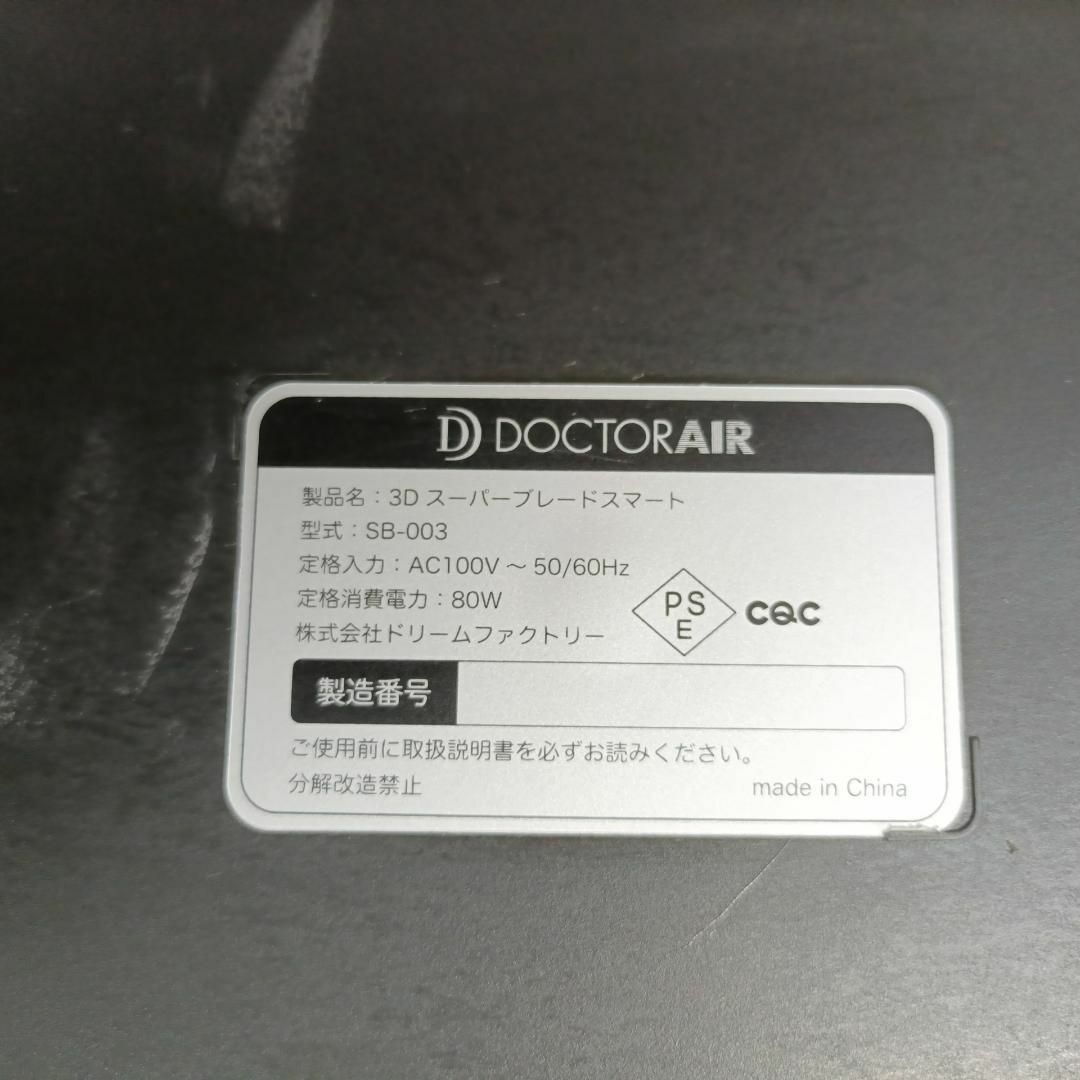 DOCTORAIR
製品名：3D スーパーブレードスマート
型式：SB-003
定格入力：AC100V ～ 50/60Hz
定格消費電力：80W
株式会社ドリームファクトリー
PS
E
CQC
製造番号
ご使用前に取扱説明書を必ずお読みください。
分解改造禁止
made in China